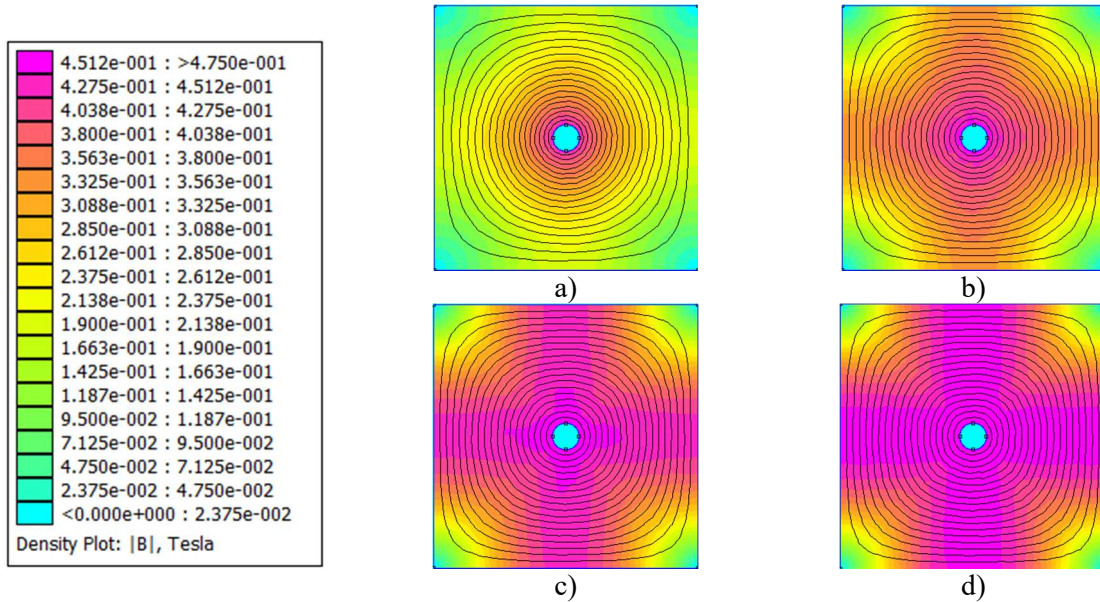 4.512e-001 : >4.750e-001
4.275e-001 : 4.512e-001
4.038e-001 : 4.275e-001
3.800e-001 : 4.038e-001
3.563e-001 : 3.800e-001
3.325e-001 : 3.563e-001
3.088e-001 : 3.325e-001
2.850e-001 : 3.088e-001
2.612e-001 : 2.850e-001
2.375e-001 : 2.612e-001
2.138e-001 : 2.375e-001
1.900e-001 : 2.138e-001
1.663e-001 : 1.900e-001
1.425e-001 : 1.663e-001
1.187e-001 : 1.425e-001
9.500e-002 : 1.187e-001
7.125e-002 : 9.500e-002
4.750e-002 : 7.125e-002
2.375e-002 : 4.750e-002
<0.000e+000 : 2.375e-002
Density Plot: |B|, Tesla
a)
b)
c)
d)